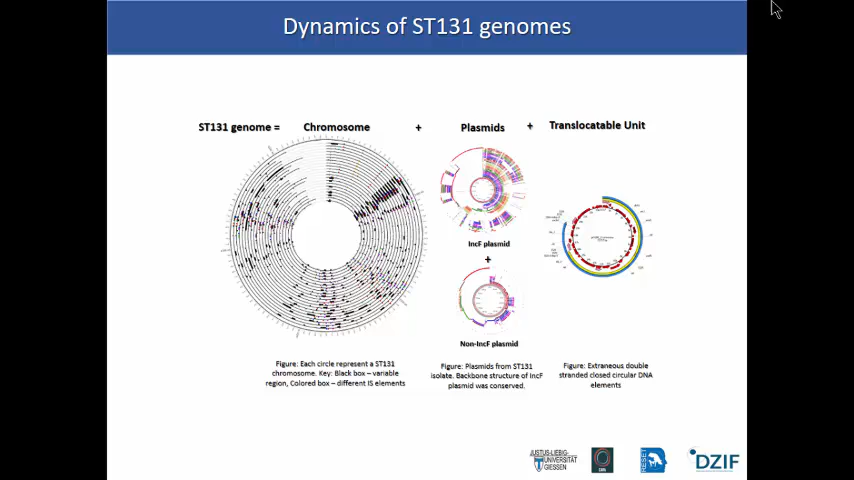 Dynamics of ST131 genomes
ST131 genome =
Chromosome
+
Plasmids
+
Translocatable Unit
IncF plasmid
+
Non-IncF plasmid
Figure: Each circle represent a ST131
chromosome. Key: Black box – variable
region, Colored box – different IS elements
Figure: Plasmids from ST131
isolate. Backbone structure of IncF
plasmid was conserved.
Figure: Extraneous double
stranded closed circular DNA
elements
JUSTUS-LIEBIG-
UNIVERSITÄT
GIESSEN
RESET
DZIF